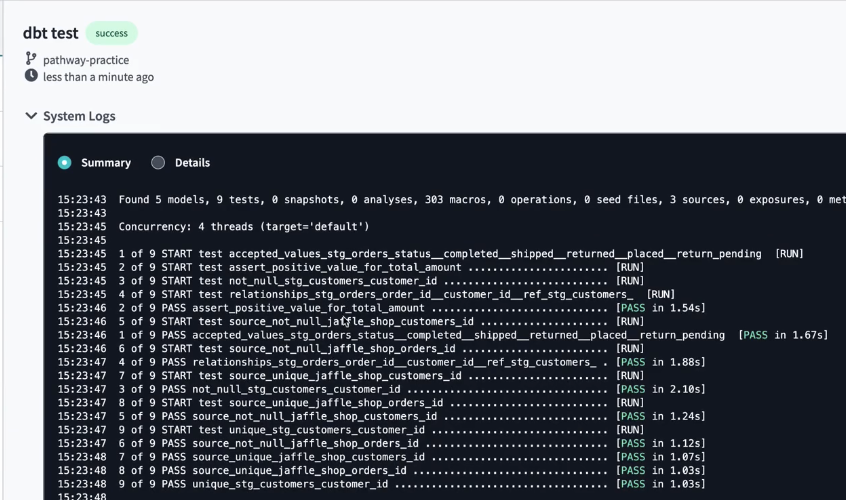 dbt test success
pathway-practice
less than a minute ago
System Logs
Summary Details
15:23:43 Found 5 models, 9 tests, 0 snapshots, 0 analyses, 303 macros, 0 operations, 0 seed files, 3 sources, 0 exposures, 0 met
15:23:43
15:23:45 Concurrency: 4 threads (target='default')
15:23:45
15:23:45 1 of 9 START test accepted_values_stg_orders_status__completed__shipped__returned__placed__return_pending [RUN]
15:23:45 2 of 9 START test assert_positive_value_for_total_amount ...................... [RUN]
15:23:45 3 of 9 START test not_null_stg_customers_customer_id .......................... [RUN]
15:23:45 4 of 9 START test relationships_stg_orders_order_id__customer_id__ref_stg_customers_ [RUN]
15:23:46 2 of 9 PASS assert_positive_value_for_total_amount ............................ [PASS in 1.54s]
15:23:46 5 of 9 START test source_not_null_jaffle_shop_customers_id .................... [RUN]
15:23:46 1 of 9 PASS accepted_values_stg_orders_status__completed__shipped__returned__placed__return_pending [PASS in 1.67s]
15:23:46 6 of 9 START test source_not_null_jaffle_shop_orders_id ....................... [RUN]
15:23:47 4 of 9 PASS relationships_stg_orders_order_id__customer_id__ref_stg_customers_ . [PASS in 1.88s]
15:23:47 7 of 9 START test source_unique_jaffle_shop_customers_id ...................... [RUN]
15:23:47 3 of 9 PASS not_null_stg_customers_customer_id ................................ [PASS in 2.10s]
15:23:47 8 of 9 START test source_unique_jaffle_shop_orders_id ......................... [RUN]
15:23:47 5 of 9 PASS source_not_null_jaffle_shop_customers_id .......................... [PASS in 1.24s]
15:23:47 9 of 9 START test unique_stg_customers_customer_id ............................ [RUN]
15:23:47 6 of 9 PASS source_not_null_jaffle_shop_orders_id ............................. [PASS in 1.12s]
15:23:48 7 of 9 PASS source_unique_jaffle_shop_customers_id ............................ [PASS in 1.07s]
15:23:48 8 of 9 PASS source_unique_jaffle_shop_orders_id ............................... [PASS in 1.03s]
15:23:48 9 of 9 PASS unique_stg_customers_customer_id .................................. [PASS in 1.03s]
15:23:48